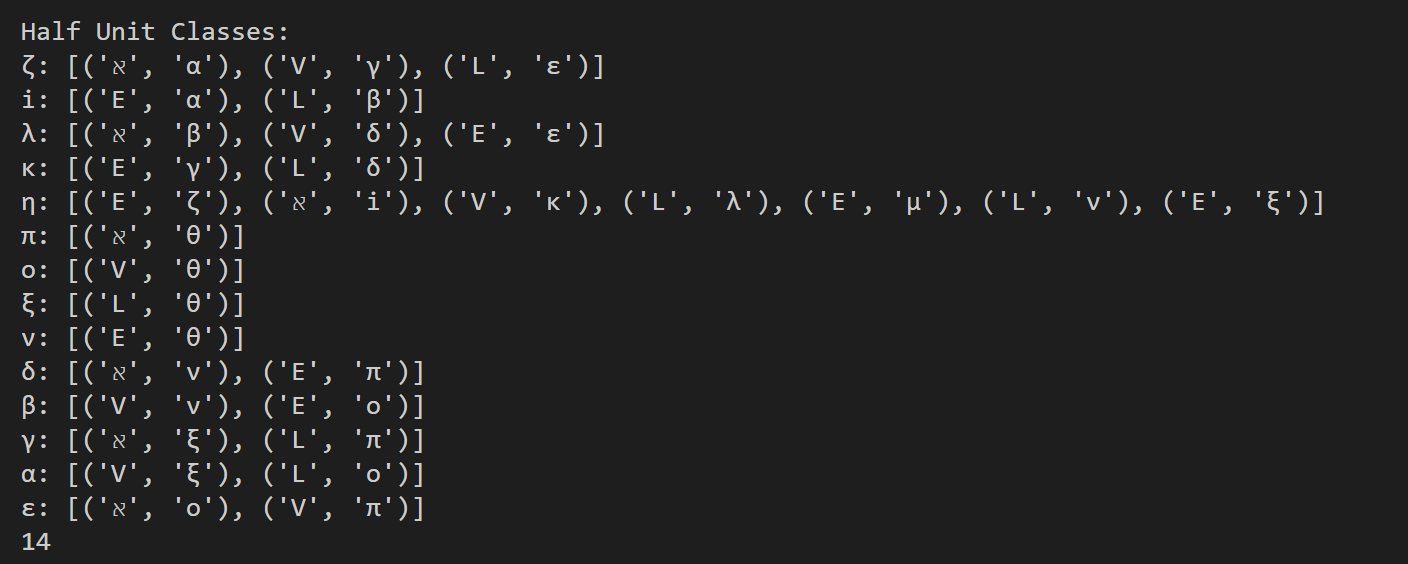 Half Unit Classes:
ζ: [('א', 'α'), ('V', 'γ'), ('L', 'ε')]
i: [('E', 'α'), ('L', 'β')]
λ: [('א', 'β'), ('V', 'δ'), ('E', 'ε')]
κ: [('E', 'γ'), ('L', 'δ')]
η: [('E', 'ζ'), ('א', 'i'), ('V', 'κ'), ('L', 'λ'), ('E', 'μ'), ('L', 'ν'), ('E', 'ξ')]
π: [('א', 'θ')]
ο: [('V', 'θ')]
ξ: [('L', 'θ')]
ν: [('E', 'θ')]
δ: [('א', 'ν'), ('E', 'π')]
β: [('V', 'ν'), ('E', 'ο')]
γ: [('א', 'ξ'), ('L', 'π')]
α: [('V', 'ξ'), ('L', 'ο')]
ε: [('א', 'ο'), ('V', 'π')]
14